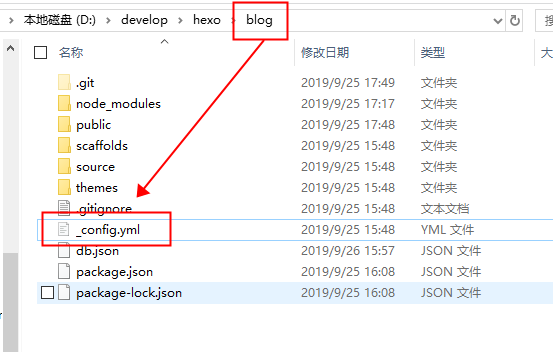 本地磁盘 (D:) › develop › hexo › blog
名称 修改日期 类型
.git 2019/9/25 17:49 文件夹
node_modules 2019/9/25 17:17 文件夹
public 2019/9/25 17:48 文件夹
scaffolds 2019/9/25 15:48 文件夹
source 2019/9/25 15:48 文件夹
themes 2019/9/25 15:48 文件夹
.gitignore 2019/9/25 15:48 文本文档
_config.yml 2019/9/25 15:48 YML 文件
db.json 2019/9/26 15:57 JSON 文件
package.json 2019/9/25 16:08 JSON 文件
package-lock.json 2019/9/25 16:08 JSON 文件